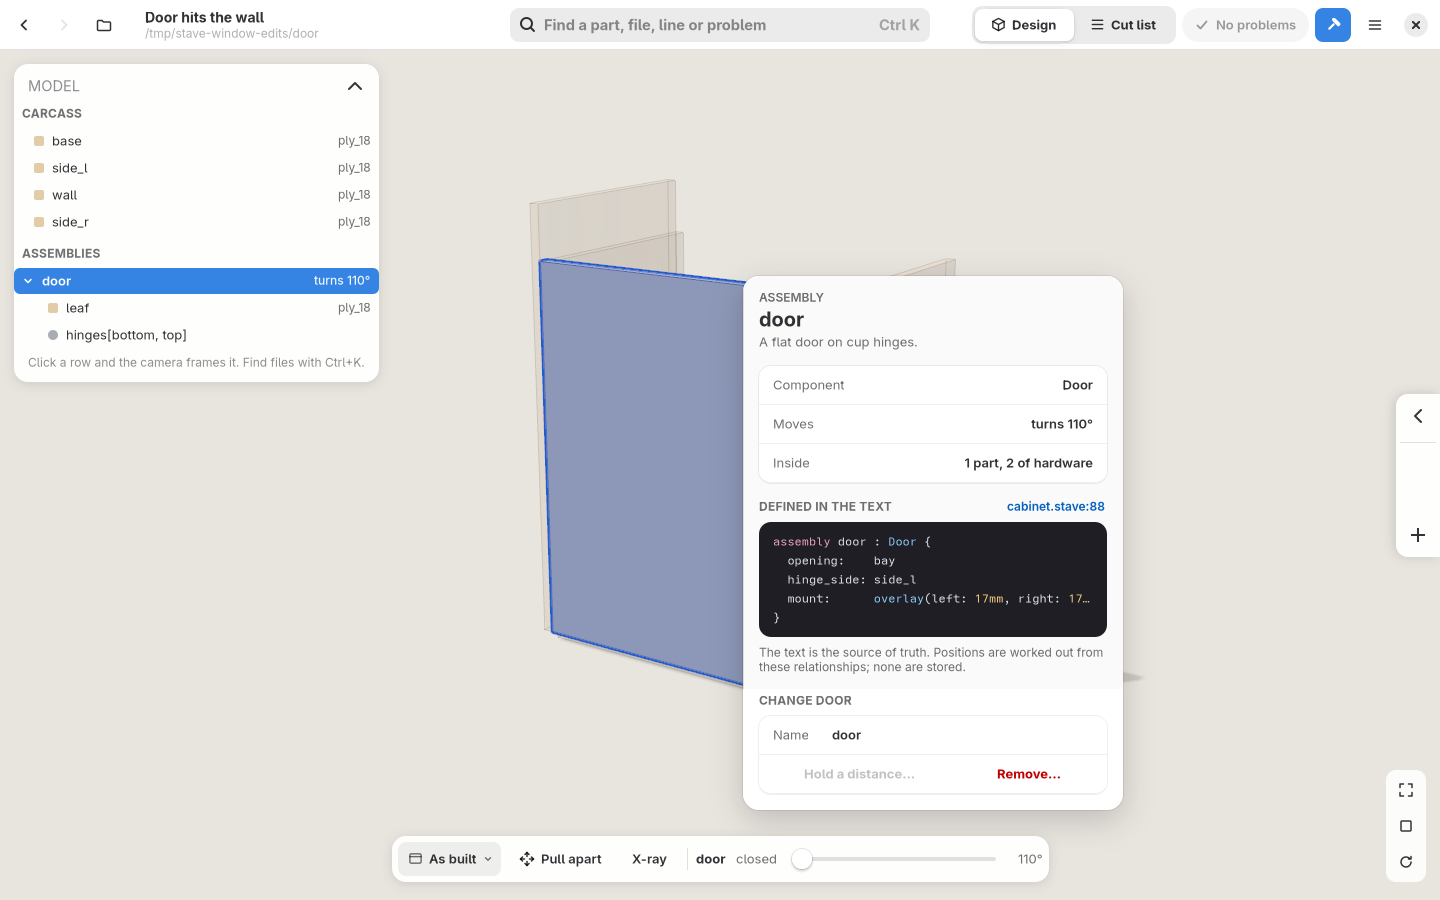 Door hits the wall
/tmp/stave-window-edits/door
Find a part, file, line or problem Ctrl K
Design
Cut list
No problems
MODEL
CARCASS
base ply_18
side_l ply_18
wall ply_18
side_r ply_18
ASSEMBLIES
door turns 110°
leaf ply_18
hinges[bottom, top]
Click a row and the camera frames it. Find files with Ctrl+K.
ASSEMBLY
door
A flat door on cup hinges.
Component Door
Moves turns 110°
Inside 1 part, 2 of hardware
DEFINED IN THE TEXT cabinet.stave:88
assembly door : Door {
opening: bay
hinge_side: side_l
mount: overlay(left: 17mm, right: 17…
}
The text is the source of truth. Positions are worked out from
these relationships; none are stored.
CHANGE DOOR
Name door
Hold a distance… Remove…
As built Pull apart X-ray door closed 110°